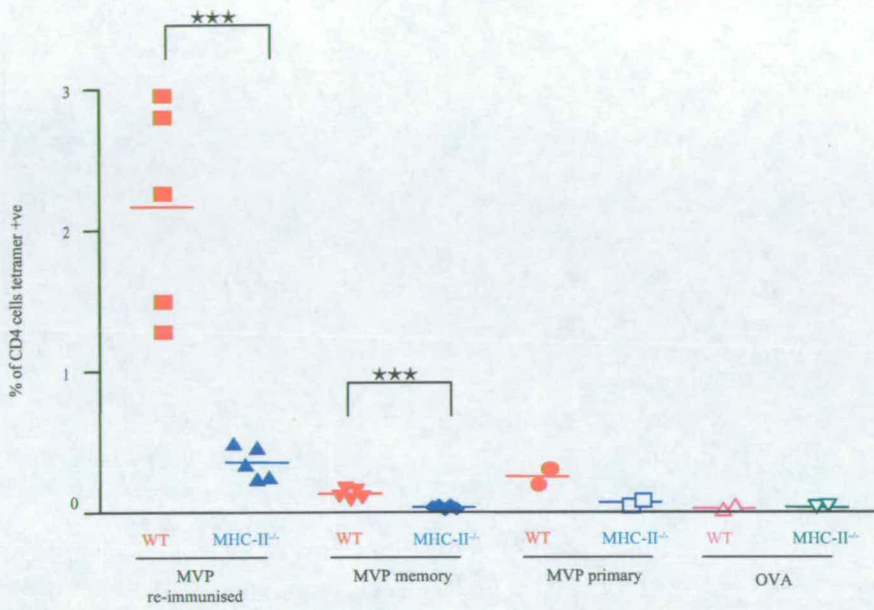 ★★★
3
2
% of CD4 cells tetramer +ve
1
★★★
0
WT MHC-II-/- WT MHC-II-/- WT MHC-II-/- WT MHC-II-/-
MVP MVP memory MVP primary OVA
re-immunised